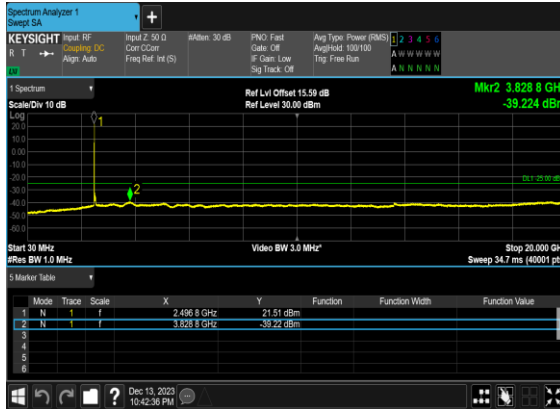 Spectrum Analyzer 1
Swept SA
+
KEYSIGHT Input: RF Input Z: 50 Ω #Atten: 30 dB PNO: Fast Avg Type: Power (RMS) 1 2 3 4 5 6
R T Coupling: DC Corr CCorr Gate: Off Avg|Hold: 100/100 A W W W W W
Align: Auto Freq Ref: Int (S) IF Gain: Low Trig: Free Run
Sig Track: Off A N N N N N
LU
1 Spectrum Ref Lvl Offset 15.59 dB Mkr2 3.828 8 GH
Scale/Div 10 dB Ref Level 30.00 dBm -39.224 dBr
Log
1
20.0
10.0
0.00
-10.0
-20.0 DL1 -25.00 dB
-30.0
2
-40.0
-50.0
-60.0
Start 30 MHz Video BW 3.0 MHz* Stop 20.000 GH
#Res BW 1.0 MHz Sweep 34.7 ms (40001 pt
5 Marker Table
Mode Trace Scale X Y Function Function Width Function Value
1 N 1 f 2.496 8 GHz 21.51 dBm
2 N 1 f 3.828 8 GHz -39.22 dBm
3
4
5
6
? Dec 13, 2023
10:42:36 PM